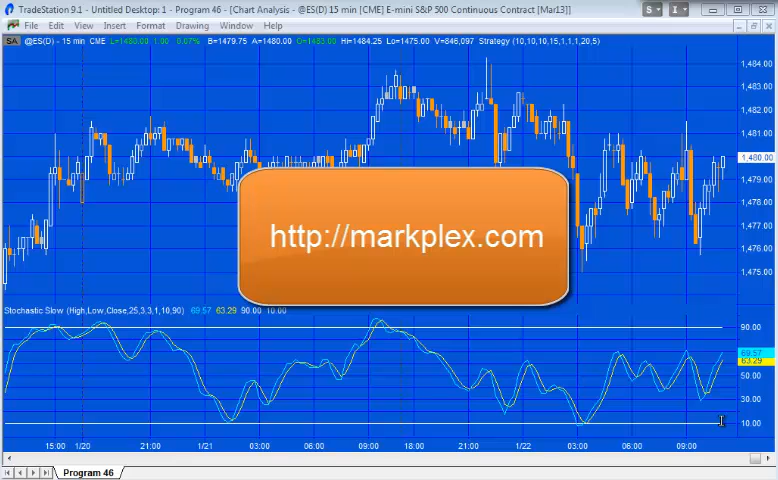 TradeStation 9.1 - Untitled Desktop: 1 - Program 46 - [Chart Analysis - @ES(D) 15 min [CME] E-mini S&P 500 Continuous Contract [Mar13]]
S
I
File Edit View Insert Format Drawing Window Help
SA @ES(D) - 15 min CME L=1480.00 1.00 0.07% B=1479.75 A=1480.00 O=1483.00 Hi=1484.25 Lo=1475.00 V=846,097 Strategy (10,10,10,15,1,1,1,20,5)
1,484.00
1,483.00
1,482.00
1,481.00
1,480.00
1,479.00
1,478.00
1,477.00
1,476.00
1,475.00
http://markplex.com
Stochastic Slow (High,Low,Close,25,3,3,1,10,90) 69.57 63.29 90.00 10.00
90.00
69.57
63.29
50.00
30.00
10.00
15:00 1/20 21:00 1/21 03:00 06:00 09:00 18:00 21:00 1/22 03:00 06:00 09:00
Program 46